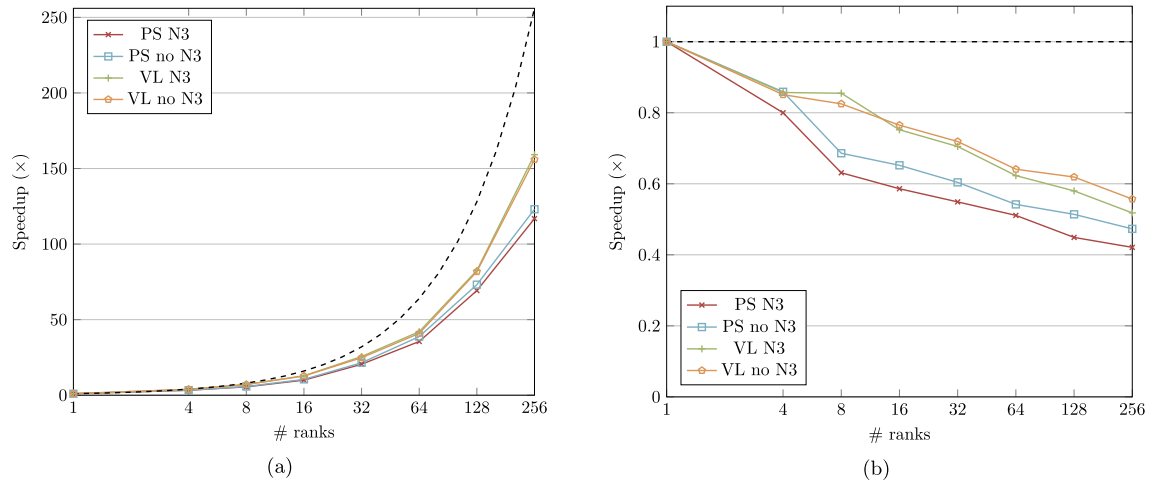 250
200
150
100
50
0
Speedup (×)
PS N3
PS no N3
VL N3
VL no N3
1 4 8 16 32 64 128 256
# ranks
(a)
1
0.8
0.6
0.4
0.2
0
Speedup (×)
PS N3
PS no N3
VL N3
VL no N3
1 4 8 16 32 64 128 256
# ranks
(b)